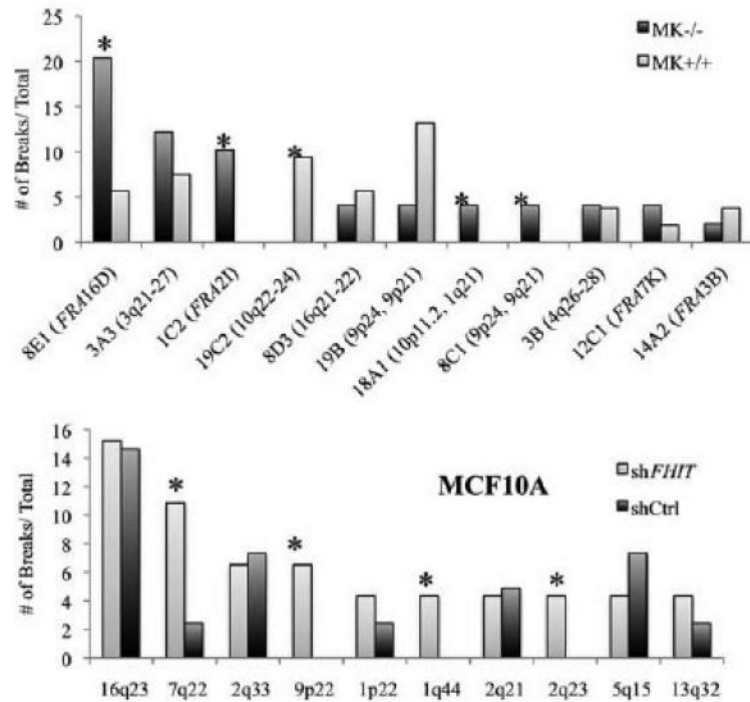 25
20
15
10
5
0
# of Breaks/ Total
MK-/-
MK+/+
*
*
*
*
*
8E1 (FRA16D)
3A3 (3q21-27)
1C2 (FRA2I)
19C2 (10q22-24)
8D3 (16q21-22)
19B (9p24, 9p21)
18A1 (10p11.2, 1q21)
8C1 (9p24, 9q21)
3B (4q26-28)
12C1 (FRA7K)
14A2 (FRA3B)
16
14
12
10
8
6
4
2
0
# of Breaks/ Total
MCF10A
shFHIT
shCtrl
*
*
*
*
16q23 7q22 2q33 9p22 1p22 1q44 2q21 2q23 5q15 13q32